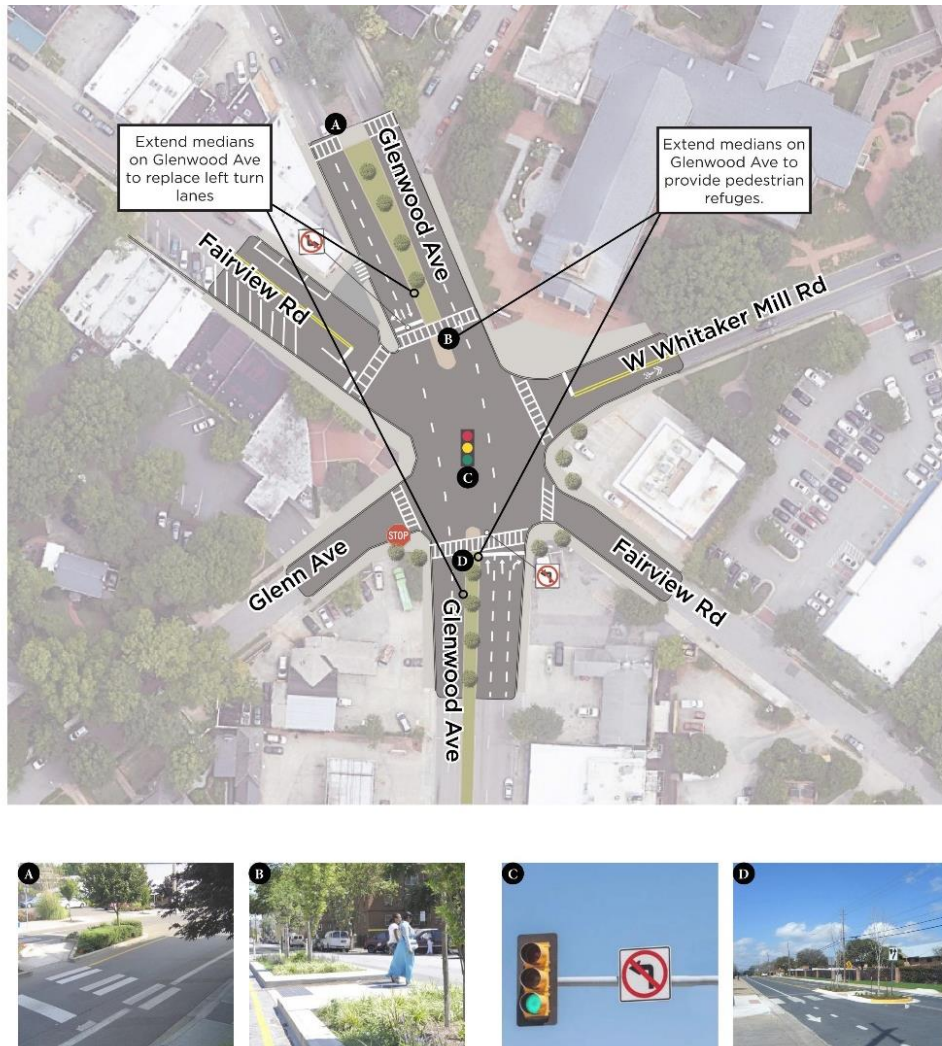 A
Extend medians
on Glenwood Ave
to replace left turn
lanes
Extend medians on
Glenwood Ave to
provide pedestrian
refuges.
Glenwood Ave
Fairview Rd
W Whitaker Mill Rd
B
C
STOP
D
Glenn Ave
Glenwood Ave
Fairview Rd
A
B
C
D